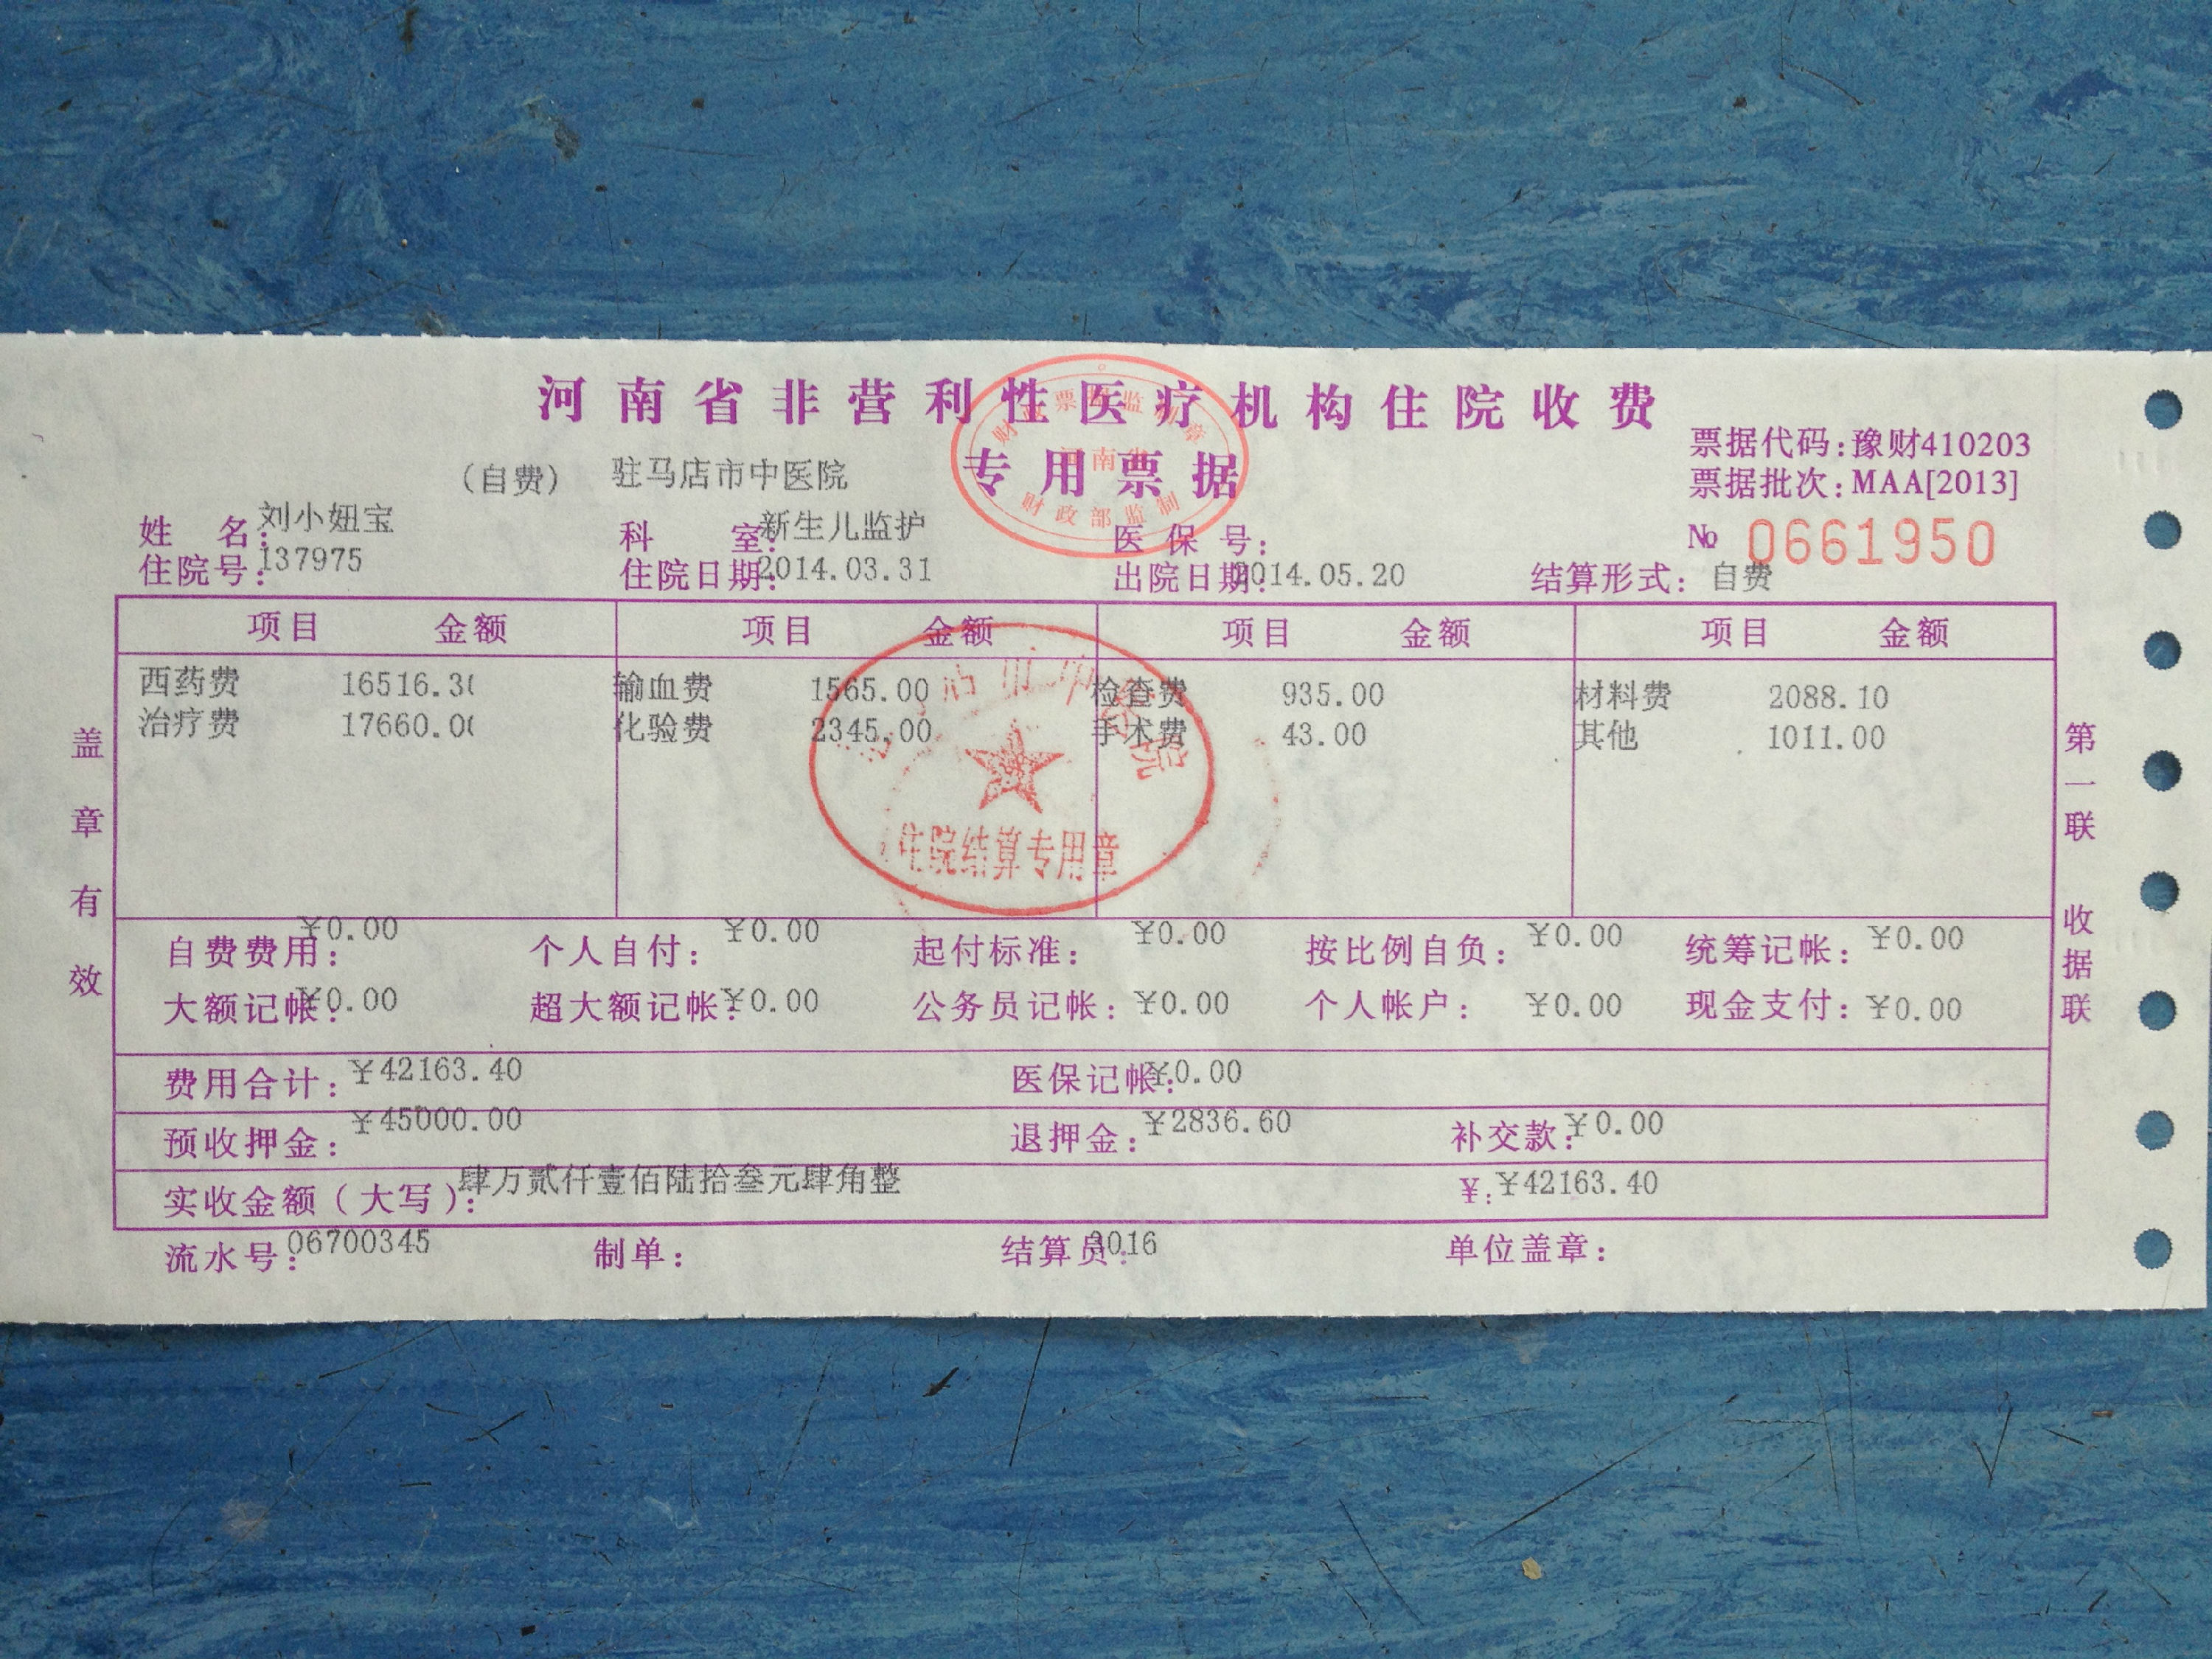 河南省非营利性医疗机构住院收费
专用票据
票据代码:豫财410203
票据批次:MAA[2013]
№ 0661950
（自费） 驻马店市中医院
姓 名: 刘小妞宝 科 室: 新生儿监护 医保号:
住院号: 137975 住院日期: 2014.03.31 出院日期: 2014.05.20 结算形式: 自费
项目 金额 项目 金额 项目 金额 项目 金额
西药费 16516.30 输血费 1565.00 检查费 935.00 材料费 2088.10
治疗费 17660.00 化验费 2345.00 手术费 43.00 其他 1011.00
住院结算专用章
自费费用: ¥0.00 个人自付: ¥0.00 起付标准: ¥0.00 按比例自负: ¥0.00 统筹记帐: ¥0.00
大额记帐: ¥0.00 超大额记帐: ¥0.00 公务员记帐: ¥0.00 个人帐户: ¥0.00 现金支付: ¥0.00
费用合计: ¥42163.40 医保记帐: ¥0.00
预收押金: ¥45000.00 退押金: ¥2836.60 补交款: ¥0.00
实收金额(大写): 肆万贰仟壹佰陆拾叁元肆角整 ¥: ¥42163.40
流水号: 06700345 制单: 结算员: 3016 单位盖章:
盖章有效
第一联 收据联
财政部监制